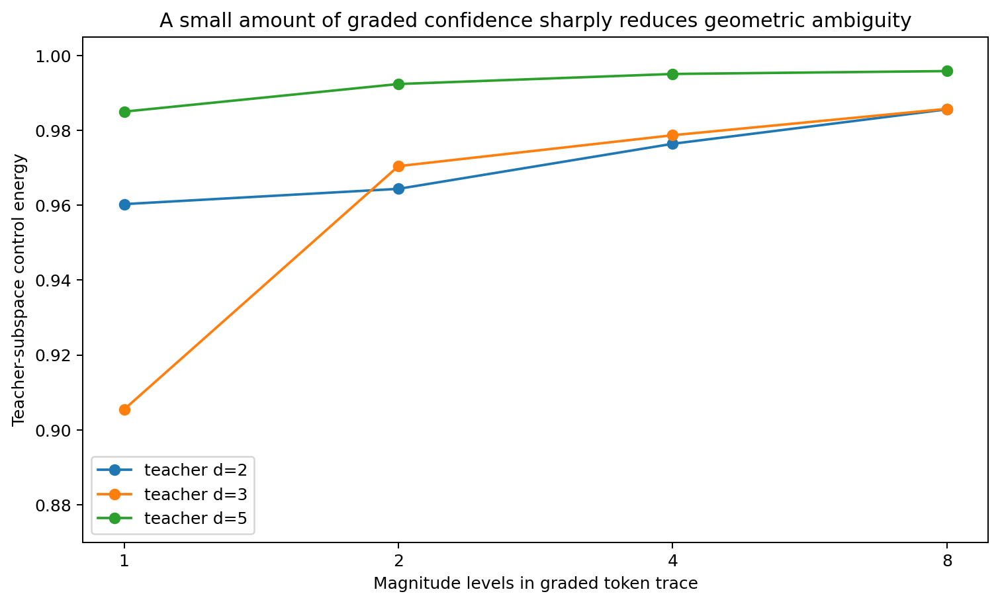 A small amount of graded confidence sharply reduces geometric ambiguity
Teacher-subspace control energy
1.00
0.98
0.96
0.94
0.92
0.90
0.88
teacher d=2
teacher d=3
teacher d=5
1 2 4 8
Magnitude levels in graded token trace